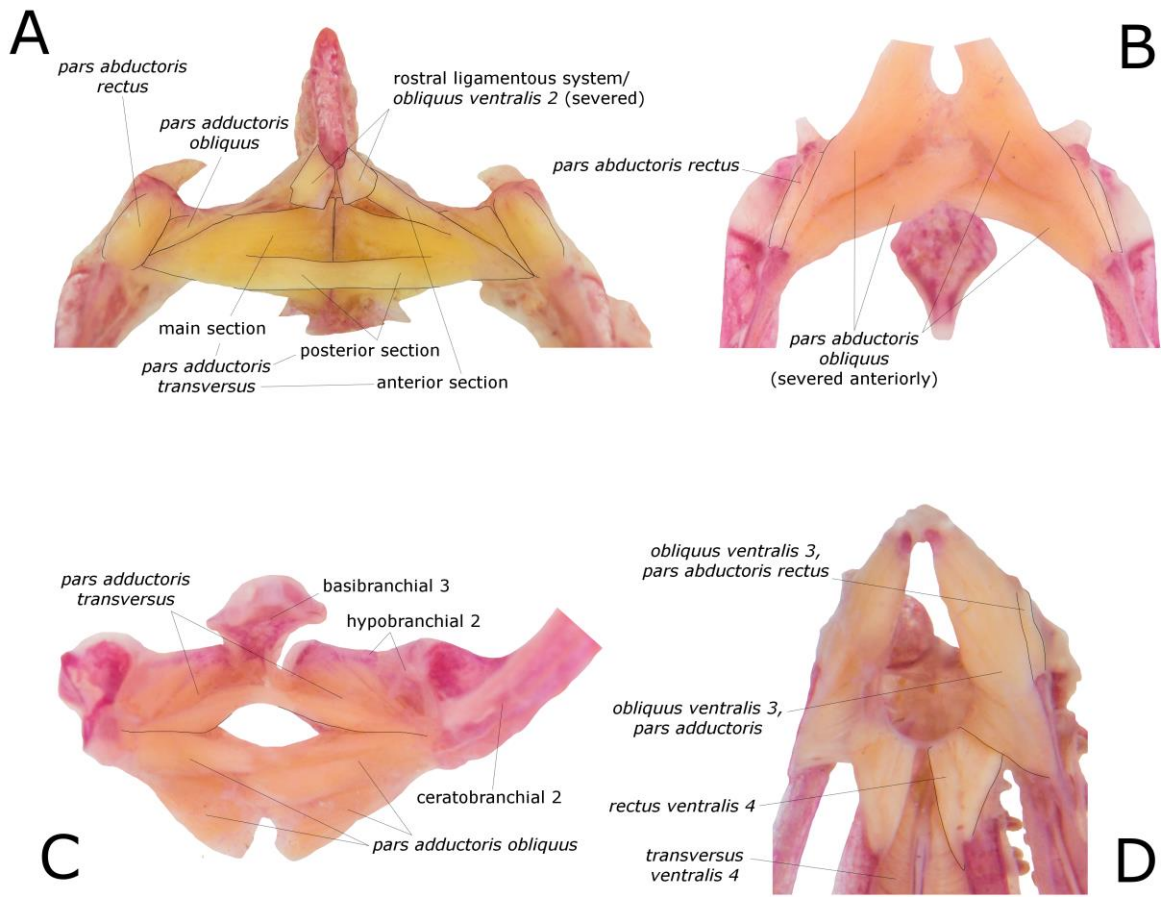 A
pars abductoris
rectus
pars adductoris
obliquus
rostral ligamentous system/
obliquus ventralis 2 (severed)
main section
posterior section
pars adductoris
transversus
anterior section
B
pars abductoris rectus
pars abductoris
obliquus
(severed anteriorly)
pars adductoris
transversus
basibranchial 3
hypobranchial 2
ceratobranchial 2
pars adductoris obliquus
C
obliquus ventralis 3,
pars abductoris rectus
obliquus ventralis 3,
pars adductoris
rectus ventralis 4
transversus
ventralis 4
D